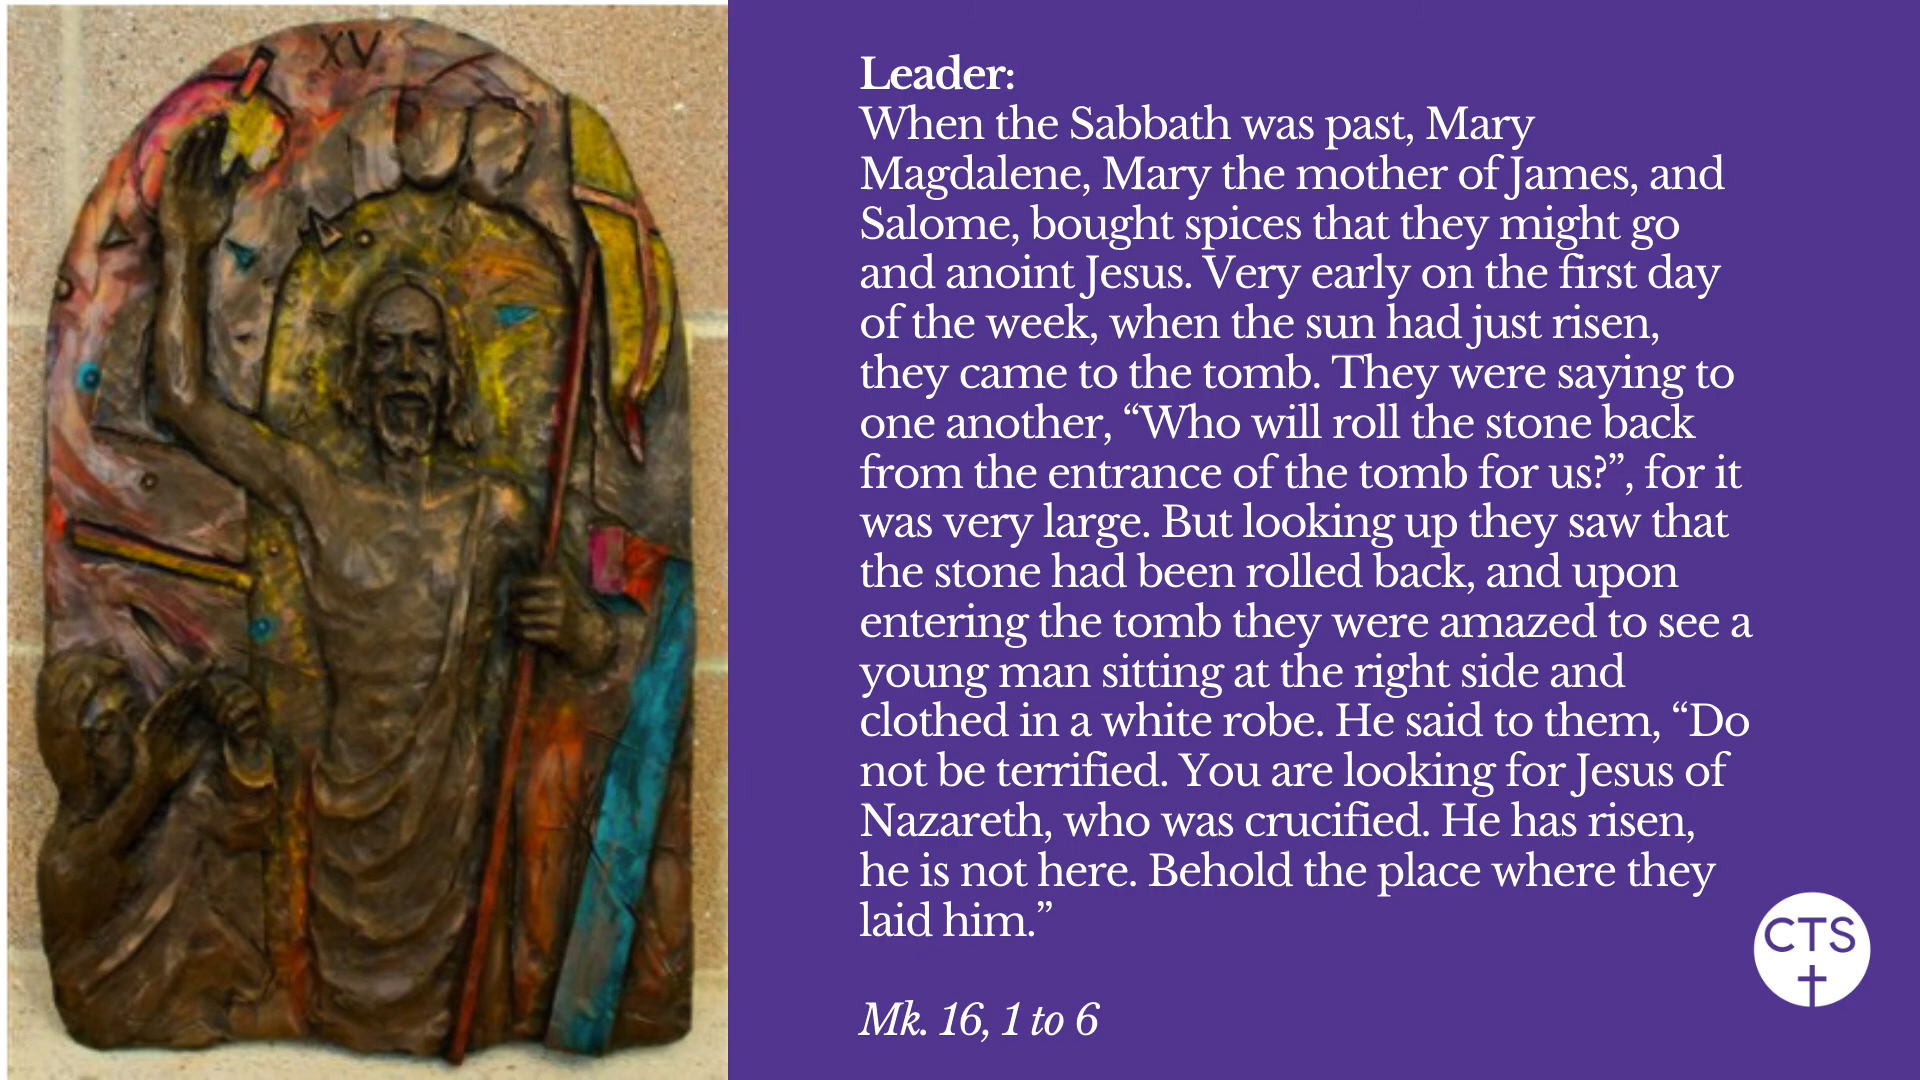 XV
Leader:
When the Sabbath was past, Mary
Magdalene, Mary the mother of James, and
Salome, bought spices that they might go
and anoint Jesus. Very early on the first day
of the week, when the sun had just risen,
they came to the tomb. They were saying to
one another, “Who will roll the stone back
from the entrance of the tomb for us?”, for it
was very large. But looking up they saw that
the stone had been rolled back, and upon
entering the tomb they were amazed to see a
young man sitting at the right side and
clothed in a white robe. He said to them, “Do
not be terrified. You are looking for Jesus of
Nazareth, who was crucified. He has risen,
he is not here. Behold the place where they
laid him.”
Mk. 16, 1 to 6
CTS